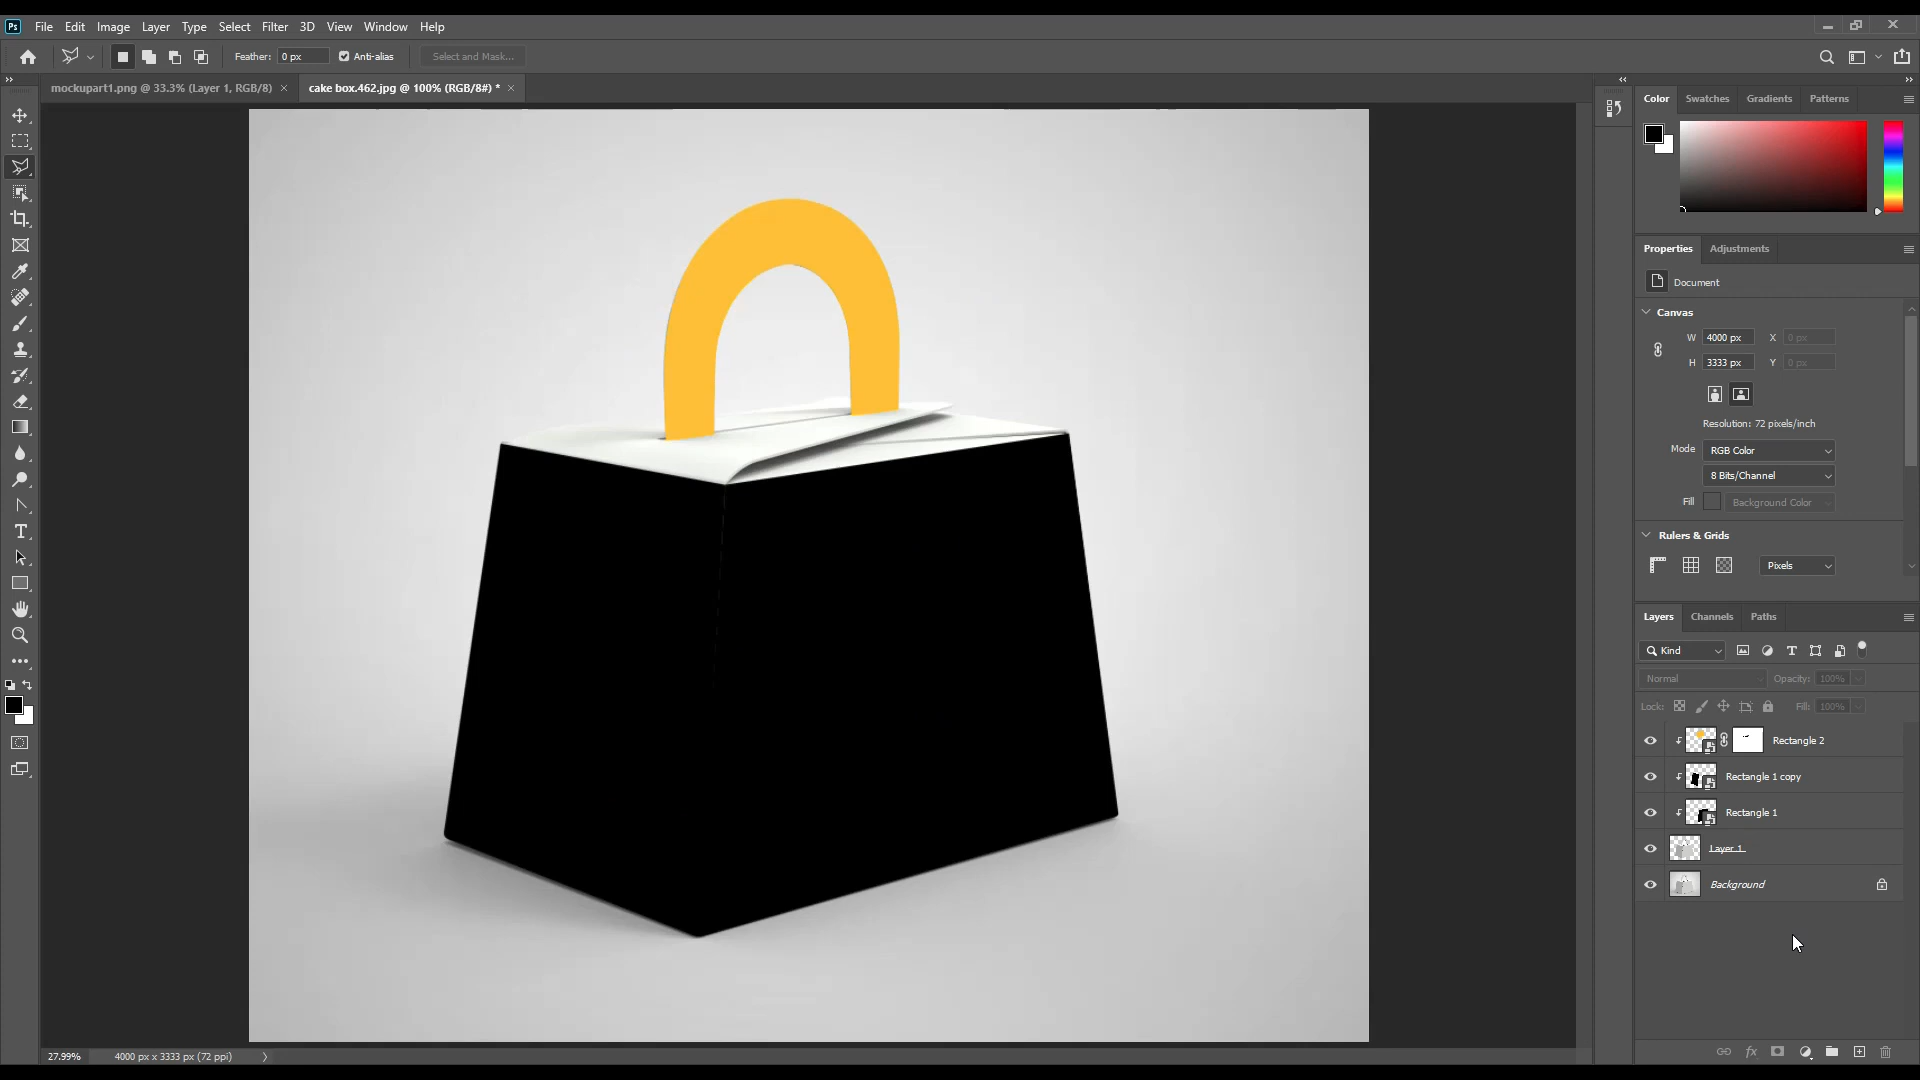 Ps File Edit Image Layer Type Select Filter 3D View Window Help
Feather: 0 px Anti-alias Select and Mask...
mockupart1.png @ 33.3% (Layer 1, RGB/8) × cake box.462.jpg @ 100% (RGB/8#) * ×
Color Swatches Gradients Patterns
Properties Adjustments
Document
Canvas
W 4000 px X 0 px
H 3333 px Y 0 px
Resolution: 72 pixels/inch
Mode RGB Color
8 Bits/Channel
Fill Background Color
Rulers & Grids
Pixels
Layers Channels Paths
Kind
Normal Opacity: 100%
Lock: Fill: 100%
Rectangle 2
Rectangle 1 copy
Rectangle 1
Layer 1
Background
27.99% 4000 px x 3333 px (72 ppi)